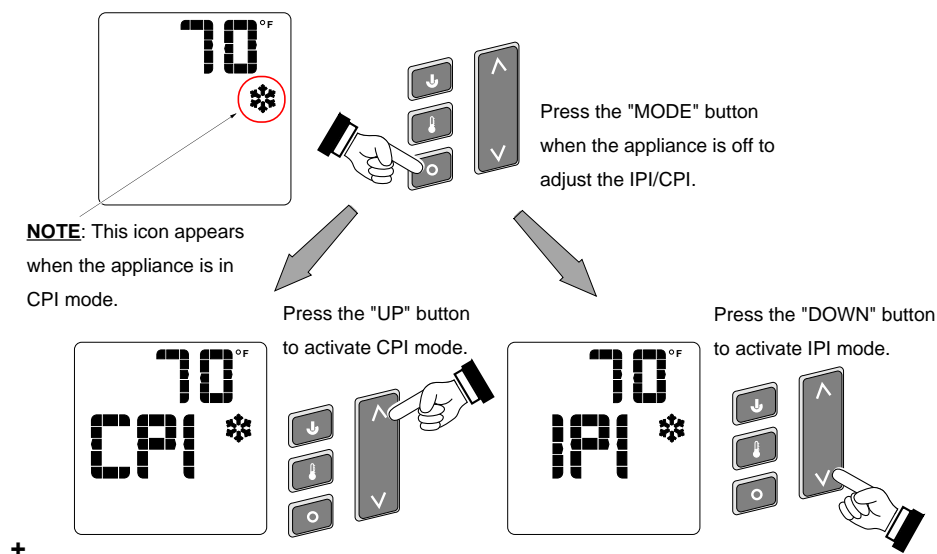 70°F
Press the "MODE" button
when the appliance is off to
adjust the IPI/CPI.
NOTE: This icon appears
when the appliance is in
CPI mode.
Press the "UP" button
to activate CPI mode.
70°F
CPI
Press the "DOWN" button
to activate IPI mode.
70°F
IPI
+